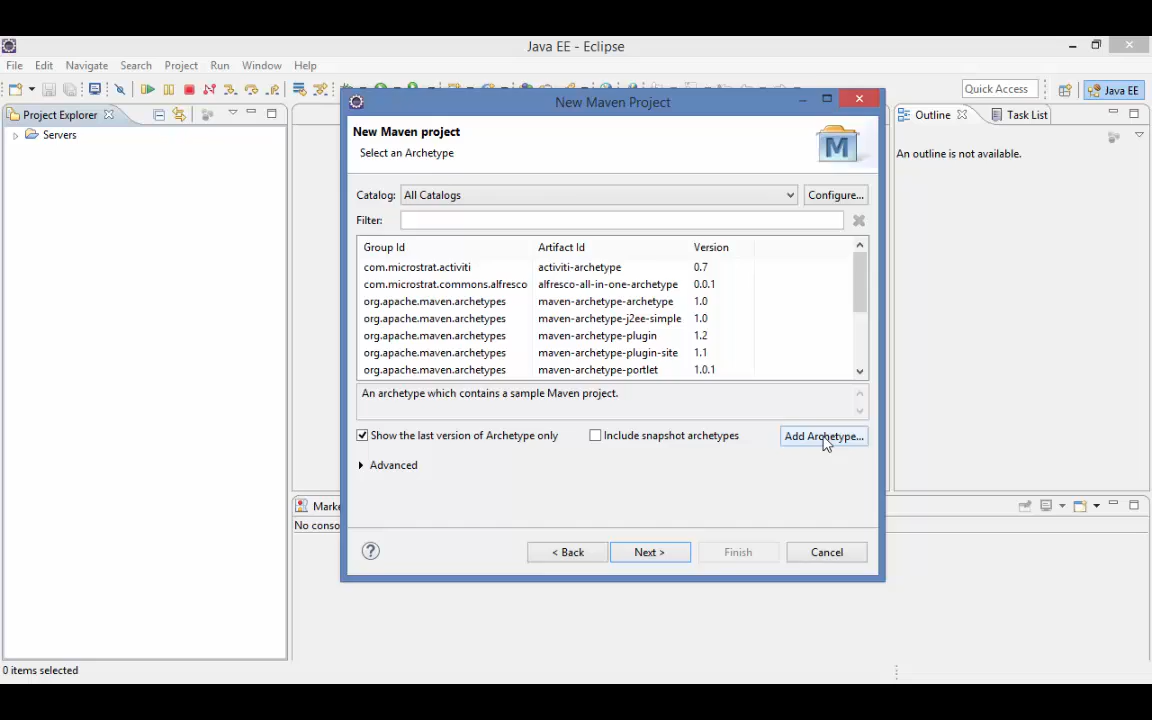 Java EE - Eclipse
File Edit Navigate Search Project Run Window Help
Quick Access
Java EE
Project Explorer
Servers
New Maven Project
New Maven project
Select an Archetype
M
Catalog: All Catalogs Configure...
Filter:
Group Id Artifact Id Version
com.microstrat.activiti activiti-archetype 0.7
com.microstrat.commons.alfresco alfresco-all-in-one-archetype 0.0.1
org.apache.maven.archetypes maven-archetype-archetype 1.0
org.apache.maven.archetypes maven-archetype-j2ee-simple 1.0
org.apache.maven.archetypes maven-archetype-plugin 1.2
org.apache.maven.archetypes maven-archetype-plugin-site 1.1
org.apache.maven.archetypes maven-archetype-portlet 1.0.1
An archetype which contains a sample Maven project.
Show the last version of Archetype only Include snapshot archetypes Add Archetype...
Advanced
? < Back Next > Finish Cancel
Outline Task List
An outline is not available.
Marke
No conso
0 items selected